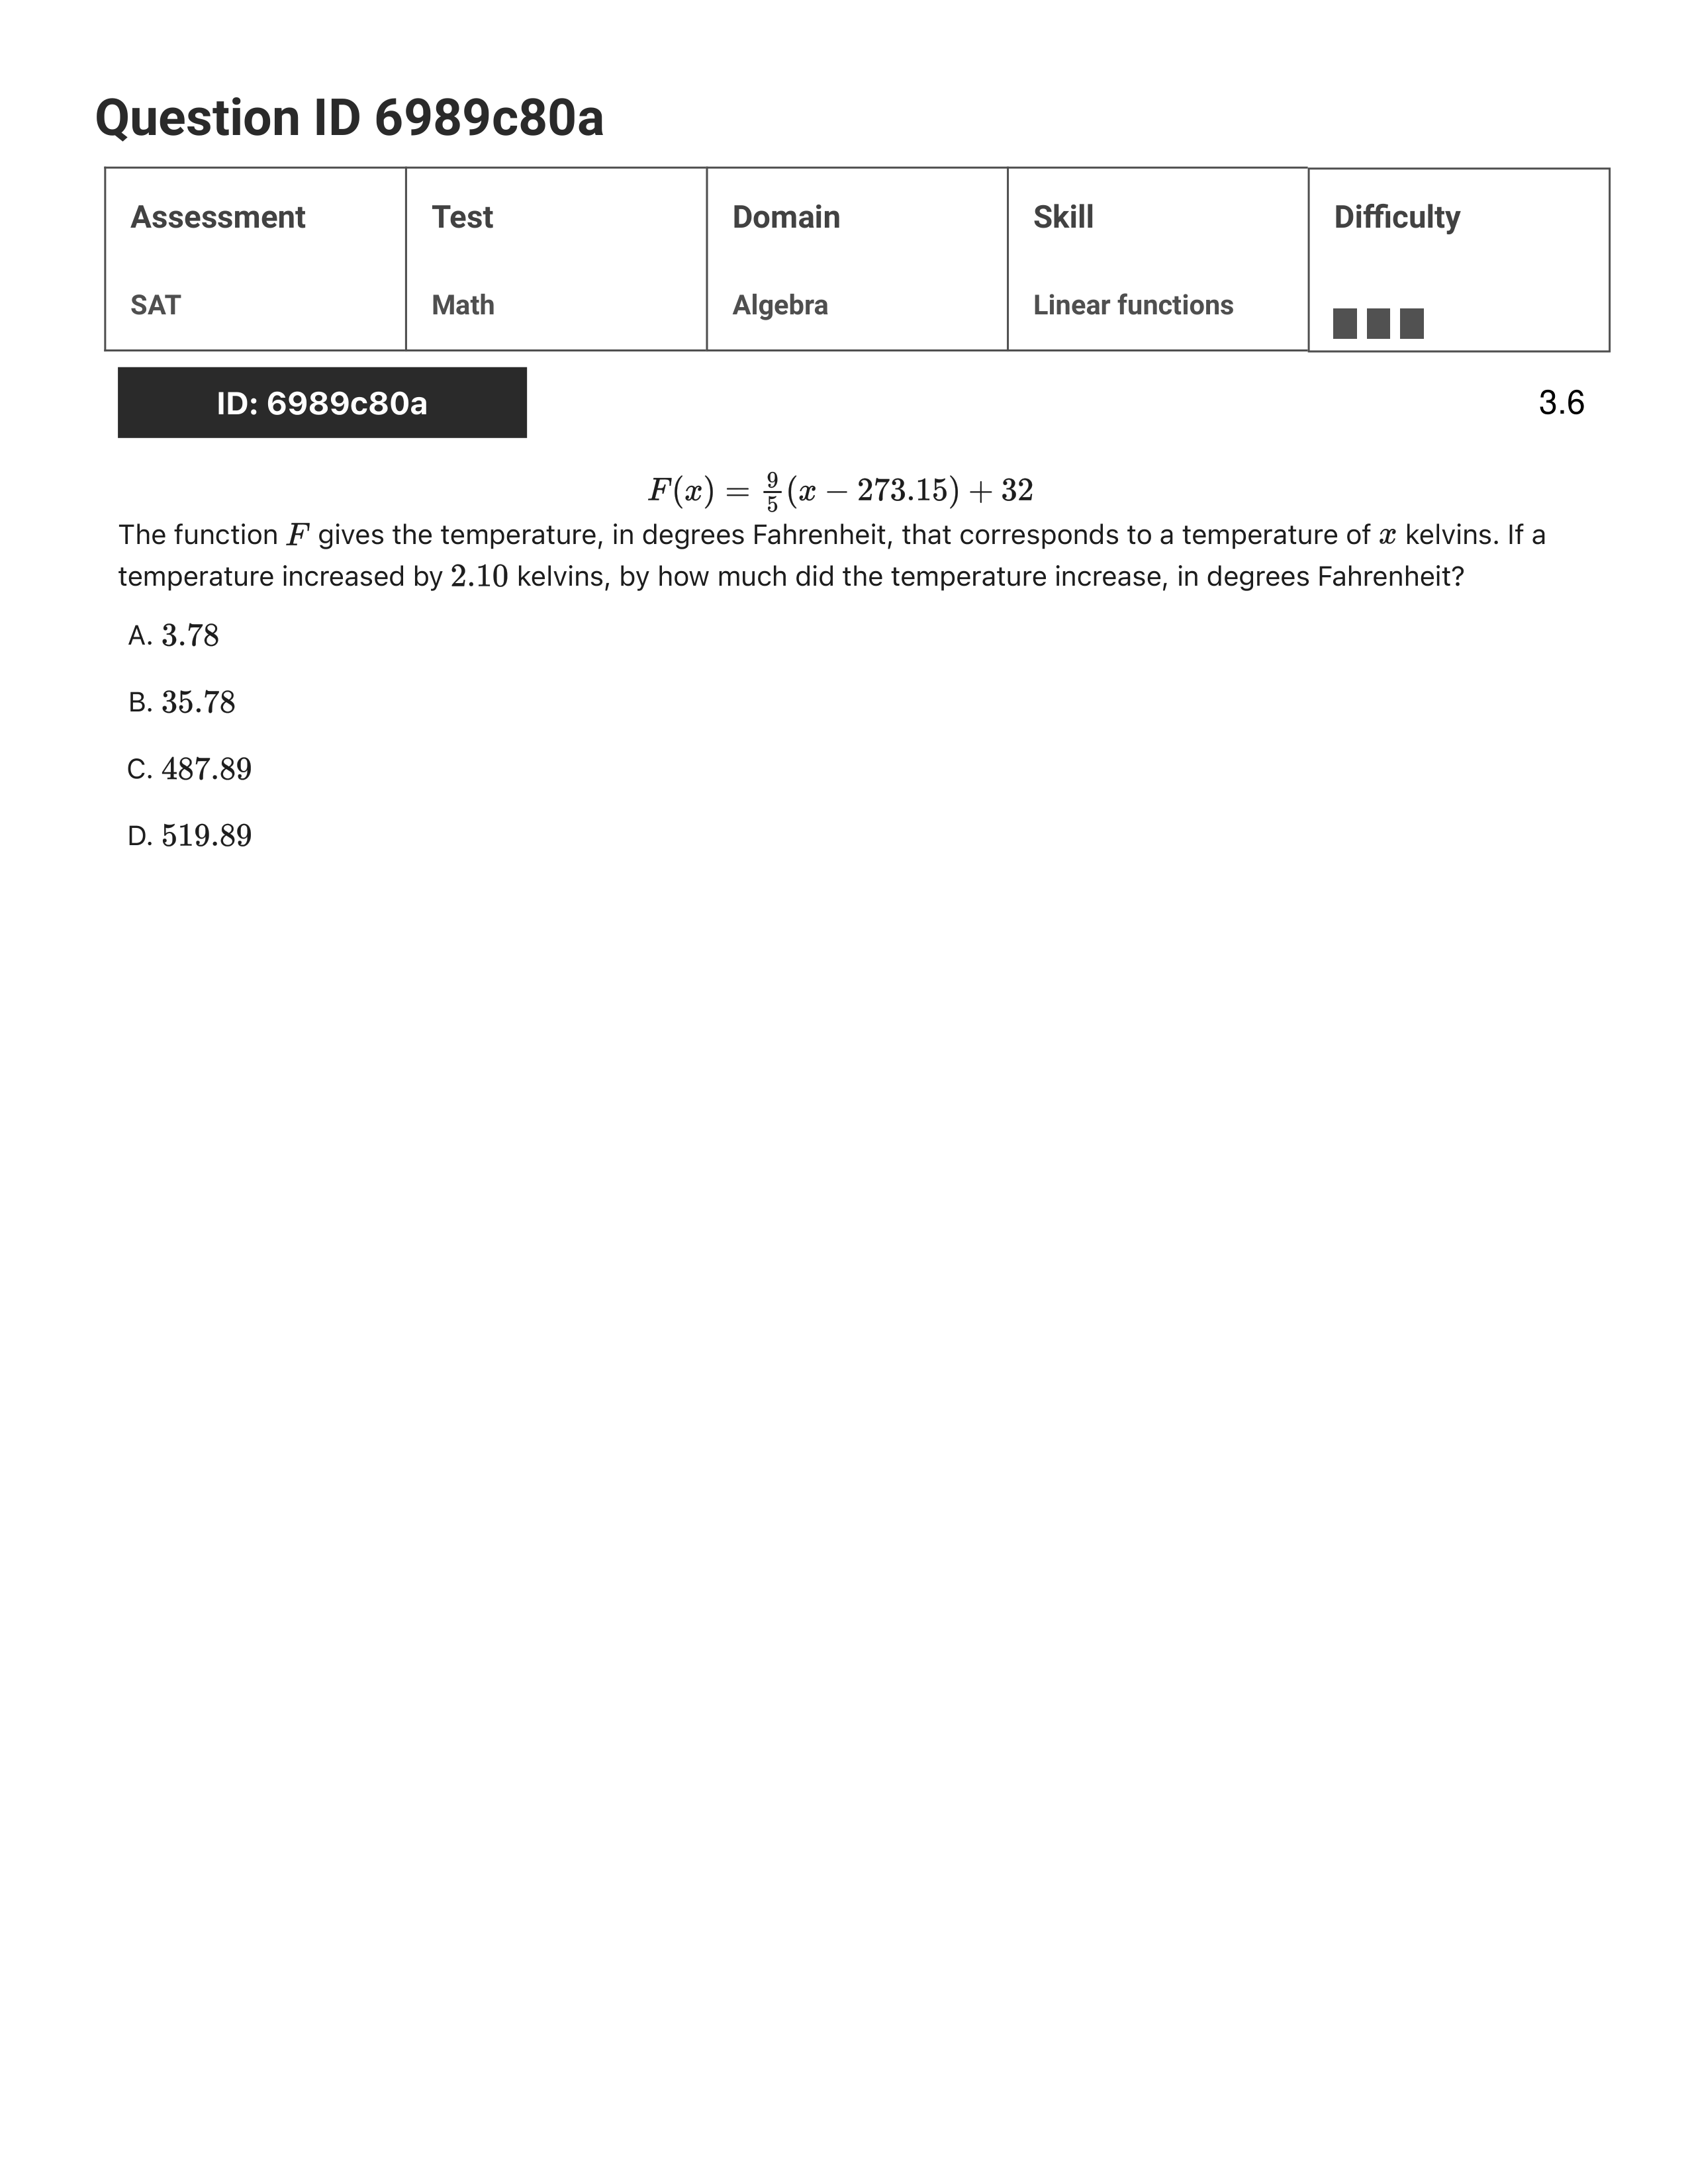 Question ID 6989c80a
Assessment Test Domain Skill Difficulty
SAT Math Algebra Linear functions
ID: 6989c80a 3.6
F(x) = 9/5(x − 273.15) + 32
The function F gives the temperature, in degrees Fahrenheit, that corresponds to a temperature of x kelvins. If a
temperature increased by 2.10 kelvins, by how much did the temperature increase, in degrees Fahrenheit?
A. 3.78
B. 35.78
C. 487.89
D. 519.89